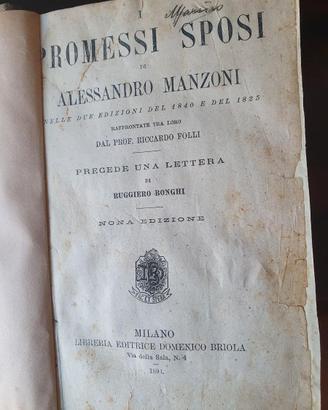 I
PROMESSI SPOSI
DI
ALESSANDRO MANZONI
NELLE DUE EDIZIONI DEL 1840 E DEL 1825
RAFFRONTATE TRA LORO
DAL PROF. RICCARDO FOLLI
PRECEDE UNA LETTERA
DI
RUGGIERO BONGHI
NONA EDIZIONE
MILANO
LIBRERIA EDITRICE DOMENICO BRIOLA
Via della Sala, N. 4